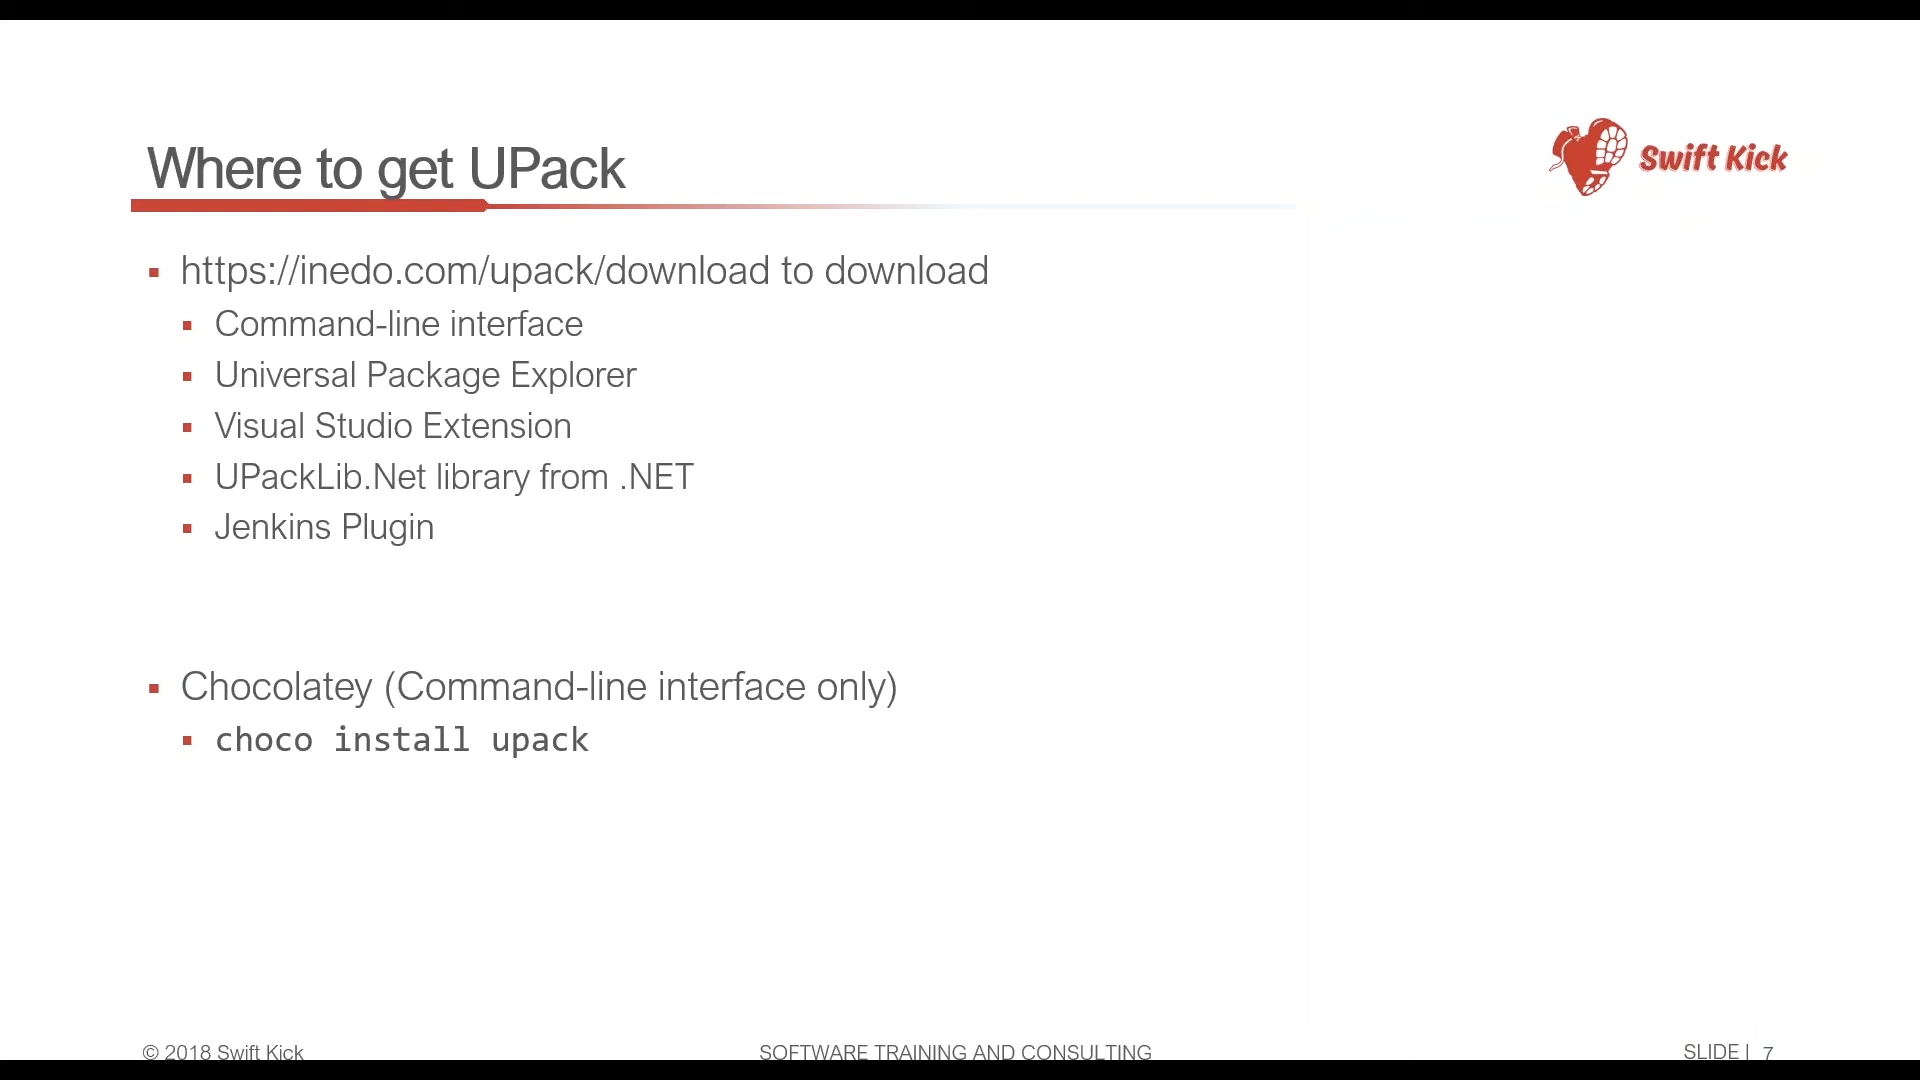 Where to get UPack
Swift Kick
https://inedo.com/upack/download to download
Command-line interface
Universal Package Explorer
Visual Studio Extension
UPackLib.Net library from .NET
Jenkins Plugin
Chocolatey (Command-line interface only)
choco install upack
© 2018 Swift Kick
SOFTWARE TRAINING AND CONSULTING
SLIDE | 7